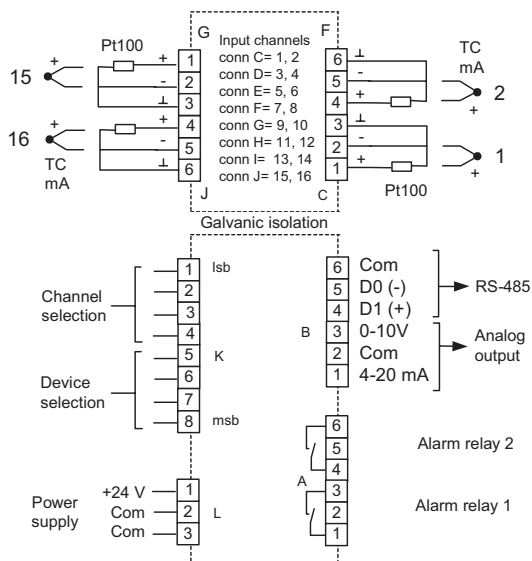 G
Input channels
conn C= 1, 2
conn D= 3, 4
conn E= 5, 6
conn F= 7, 8
conn G= 9, 10
conn H= 11, 12
conn I= 13, 14
conn J= 15, 16
F
15
+
Pt100
+
1
-
2
⊥
3
16
+
TC
mA
+
4
-
5
⊥
6
J
⊥
6
-
5
+
4
TC
mA
2
+
⊥
3
-
2
+
1
1
+
Pt100
C
Galvanic isolation
Channel
selection
1
lsb
2
3
4
Device
selection
5
K
6
7
8
msb
6
Com
5
D0 (-)
4
D1 (+)
RS-485
B
3
0-10V
2
Com
1
4-20 mA
Analog
output
A
6
5
4
Alarm relay 2
3
2
1
Alarm relay 1
Power
supply
+24 V
1
Com
2
L
Com
3